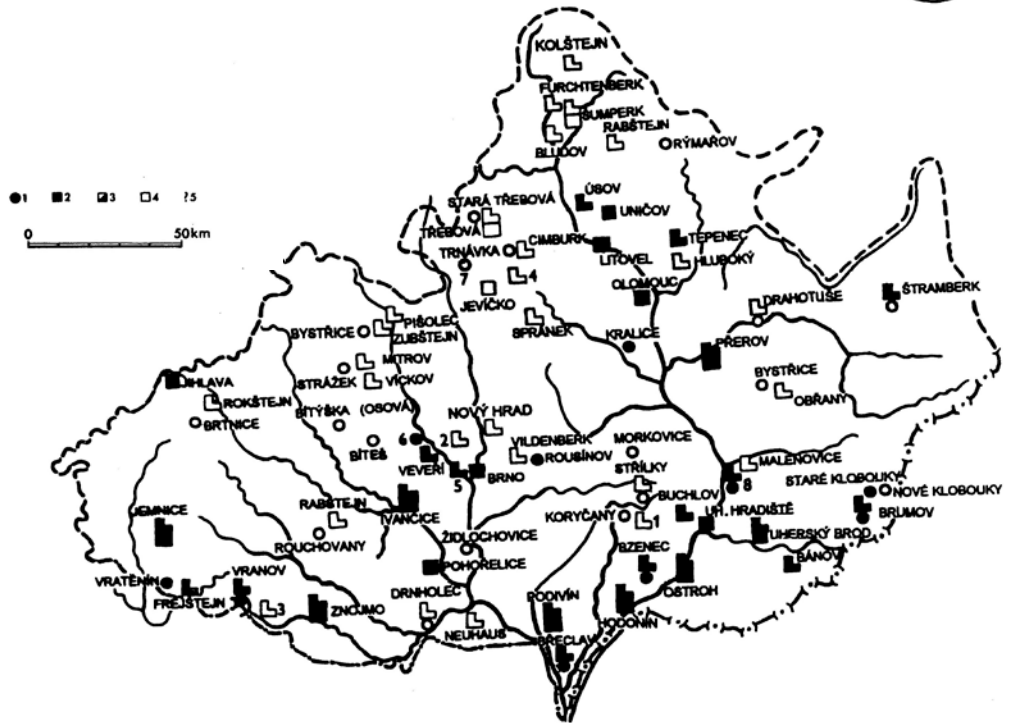 KOLŠTEJN
FURCHTENBERK
ŠUMPERK
RABŠTEJN
RÝMAŘOV
BLUDOV
1 2 3 4 5
0 50km
STARÁ TŘEBOVÁ
ÚSOV
UNIČOV
TŘEBOVÁ
TEPENEC
TRNÁVKA
CIMBURK
LITOVEL
HLUBOKÝ
7
4
OLOMOUC
DRAHOTUŠE
ŠTRAMBERK
JEVÍČKO
SPRÁNEK
PIŠOLEC
BYSTŘICE
ZUBŠTEJN
KRALICE
PŘEROV
MITROV
STRÁŽEK
VÍCKOV
BYSTŘICE
OBŘANY
JIHLAVA
ROKŠTEJN
BRTNICE
BÍTÝŠKA (OSOVÁ)
NOVÝ HRAD
BÍTEŠ
6
2
VILDENBERK
MORKOVICE
ROUSÍNOV
VEVEŘÍ
5
BRNO
STŘÍLKY
MALENOVICE
8
STARÉ KLOBOUKY
NOVÉ KLOBOUKY
BUCHLOV
BRUMOV
RABŠTEJN
IVANČICE
KORYČANY
1
UH. HRADIŠTĚ
JEMNICE
ROUCHOVANY
ŽIDLOCHOVICE
UHERSKÝ BROD
BZENEC
BÁNOV
POHOŘELICE
OSTROH
VRATĚNÍN
VRANOV
FREJŠTEJN
3
ZNOJMO
DRNHOLEC
PODIVÍN
HODONÍN
NEUHAUS
BŘECLAV